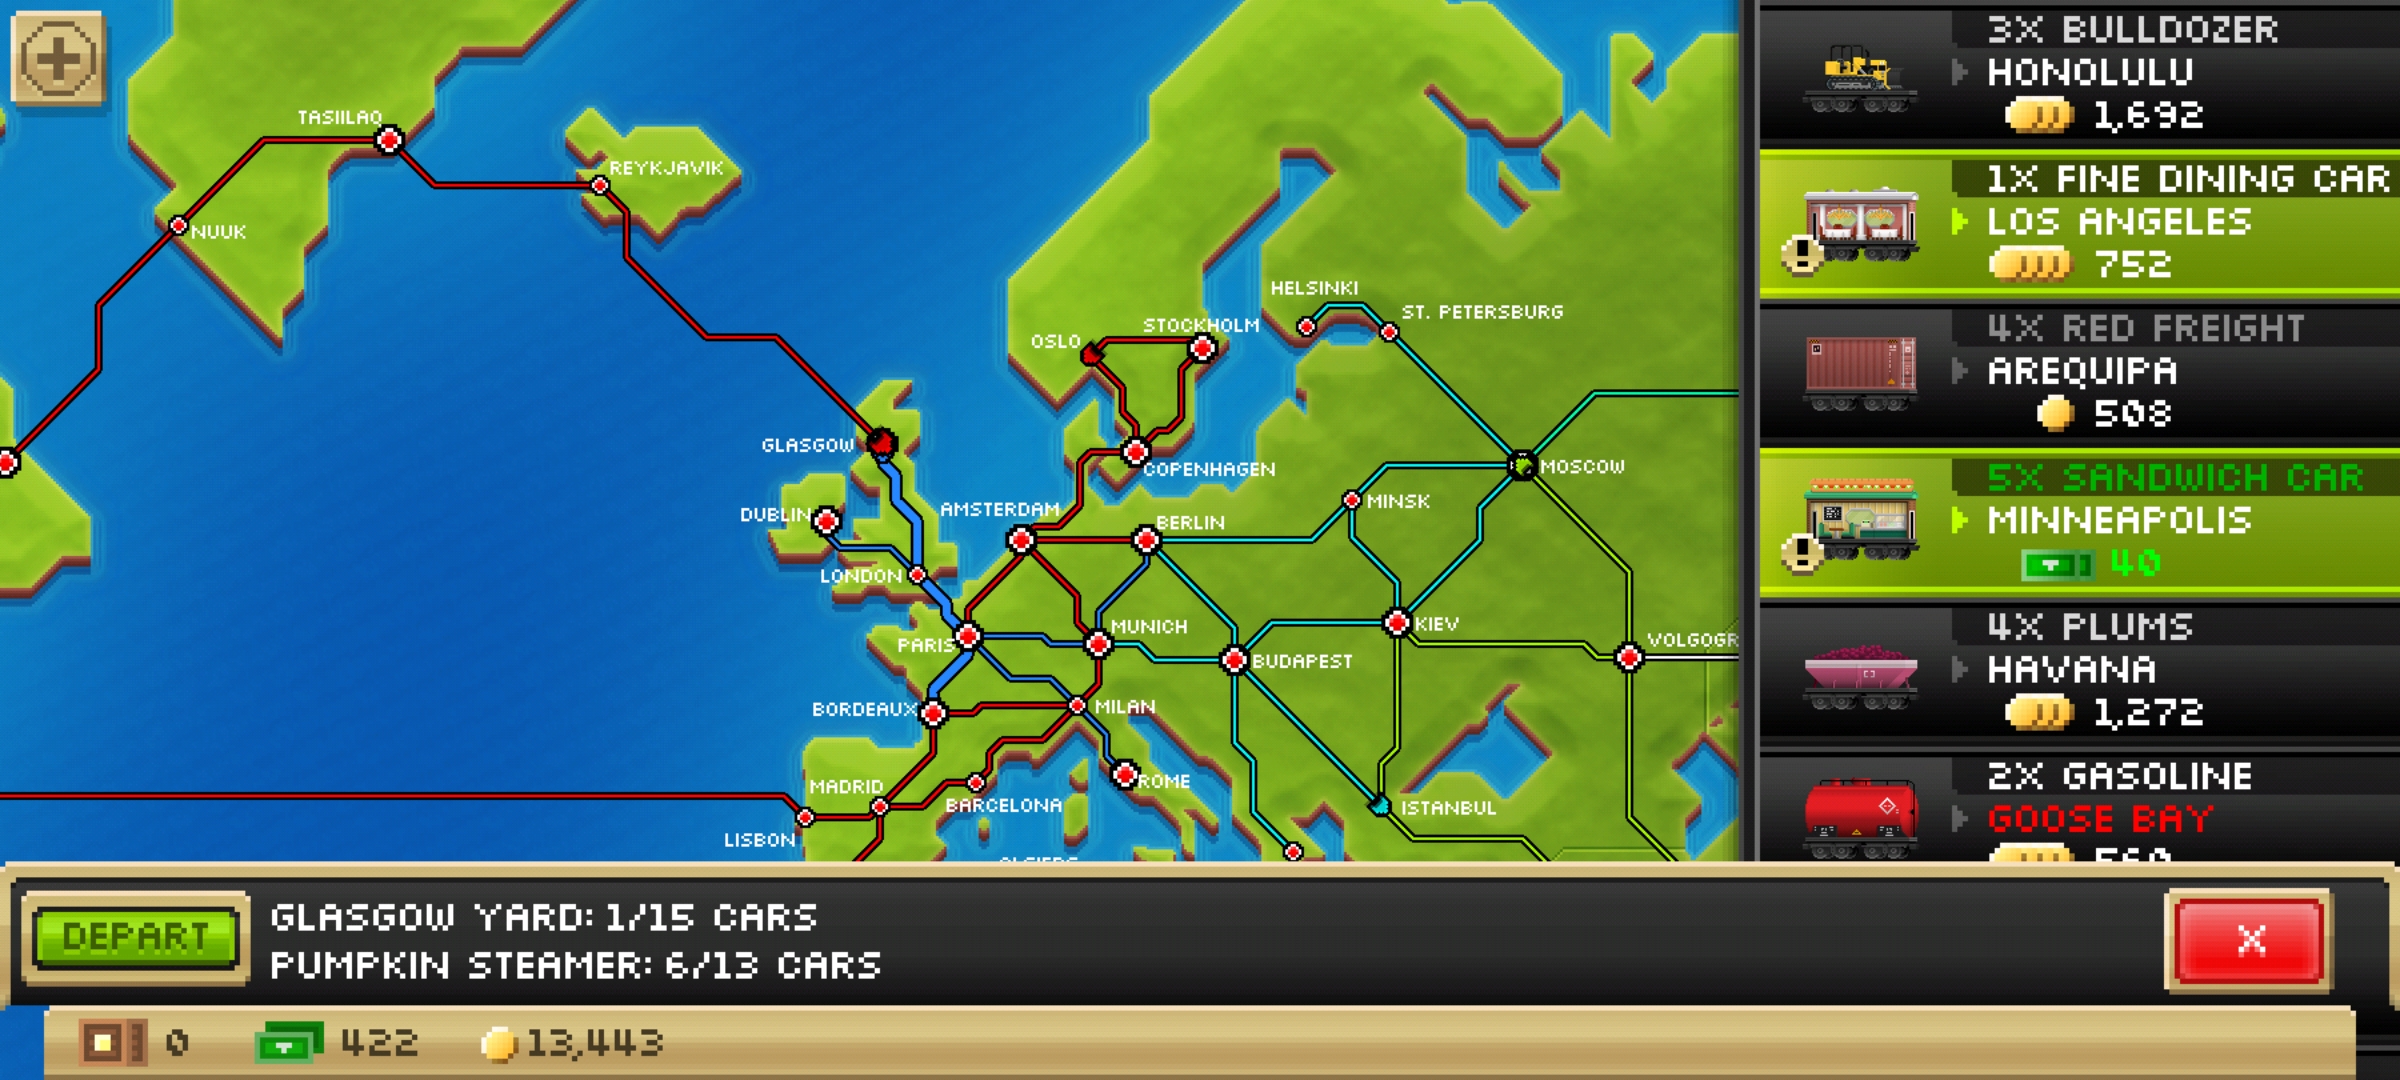 TASIILAQ
REYKJAVIK
NUUK
HELSINKI
ST. PETERSBURG
STOCKHOLM
OSLO
GLASGOW
COPENHAGEN
MOSCOW
MINSK
DUBLIN
AMSTERDAM
BERLIN
LONDON
PARIS
MUNICH
KIEV
VOLGOGR
BUDAPEST
BORDEAUX
MILAN
MADRID
ROME
BARCELONA
ISTANBUL
LISBON
3X BULLDOZER
HONOLULU
1,692
1X FINE DINING CAR
LOS ANGELES
752
4X RED FREIGHT
AREQUIPA
508
5X SANDWICH CAR
MINNEAPOLIS
40
4X PLUMS
HAVANA
1,272
2X GASOLINE
GOOSE BAY
560
DEPART
GLASGOW YARD: 1/15 CARS
PUMPKIN STEAMER: 6/13 CARS
X
0
422
13,443